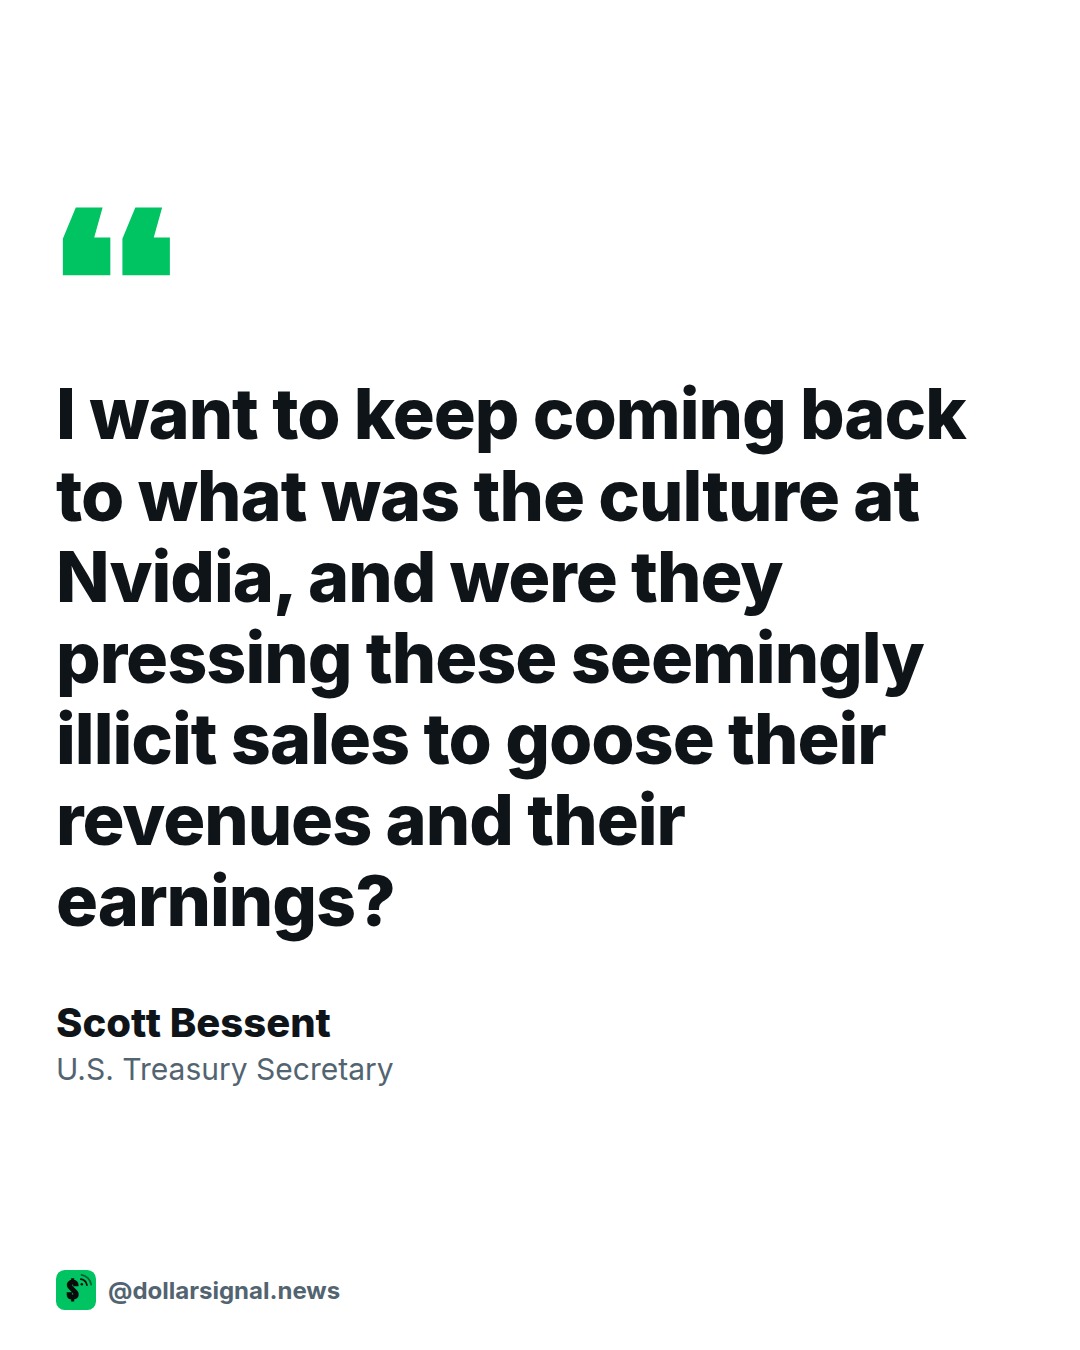 “
I want to keep coming back
to what was the culture at
Nvidia, and were they
pressing these seemingly
illicit sales to goose their
revenues and their
earnings?
Scott Bessent
U.S. Treasury Secretary
$ @dollarsignal.news